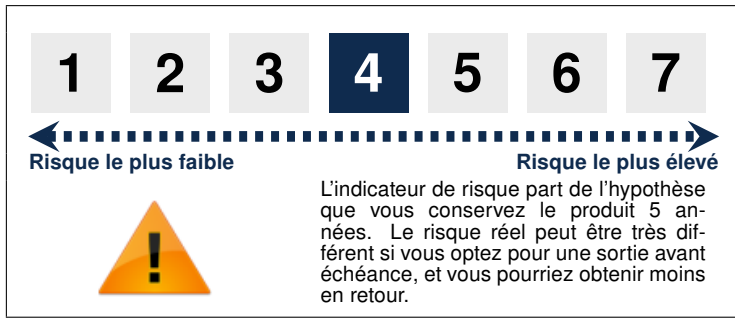 1 2 3 4 5 6 7
Risque le plus faible Risque le plus élevé
L'indicateur de risque part de l'hypothèse
que vous conservez le produit 5 an-
nées. Le risque réel peut être très dif-
férent si vous optez pour une sortie avant
échéance, et vous pourriez obtenir moins
en retour.
!